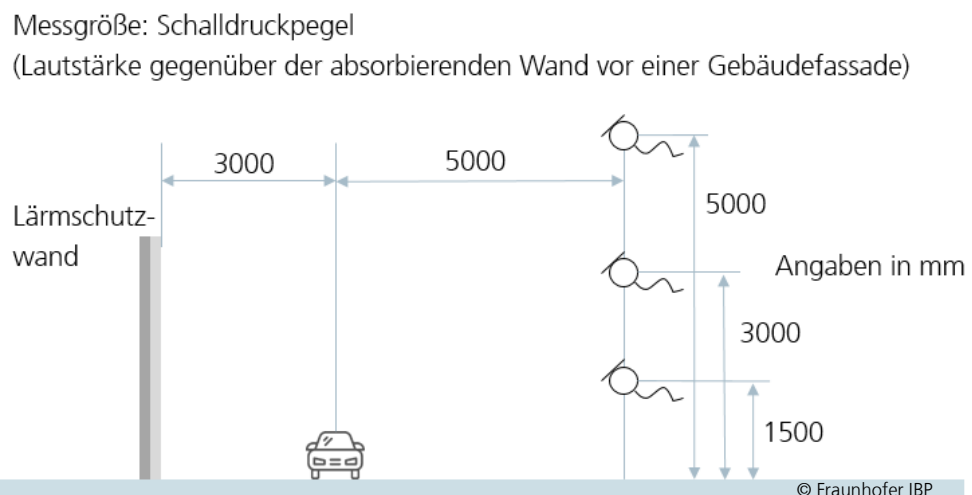 Messgröße: Schalldruckpegel
(Lautstärke gegenüber der absorbierenden Wand vor einer Gebäudefassade)
3000
5000
Lärmschutz-
wand
5000
Angaben in mm
3000
1500
© Fraunhofer IBP